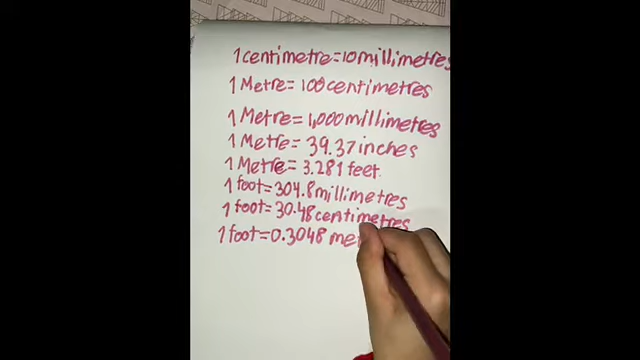 1 centimetre=10 millimetres
1 Metre= 100 centimetres
1 Metre= 1,000 millimetres
1 Metre= 39.37 inches
1 Metre= 3.281 feet.
1 foot=304.8 millimetres
1 foot=30.48 centimetres
1 foot=0.3048 me